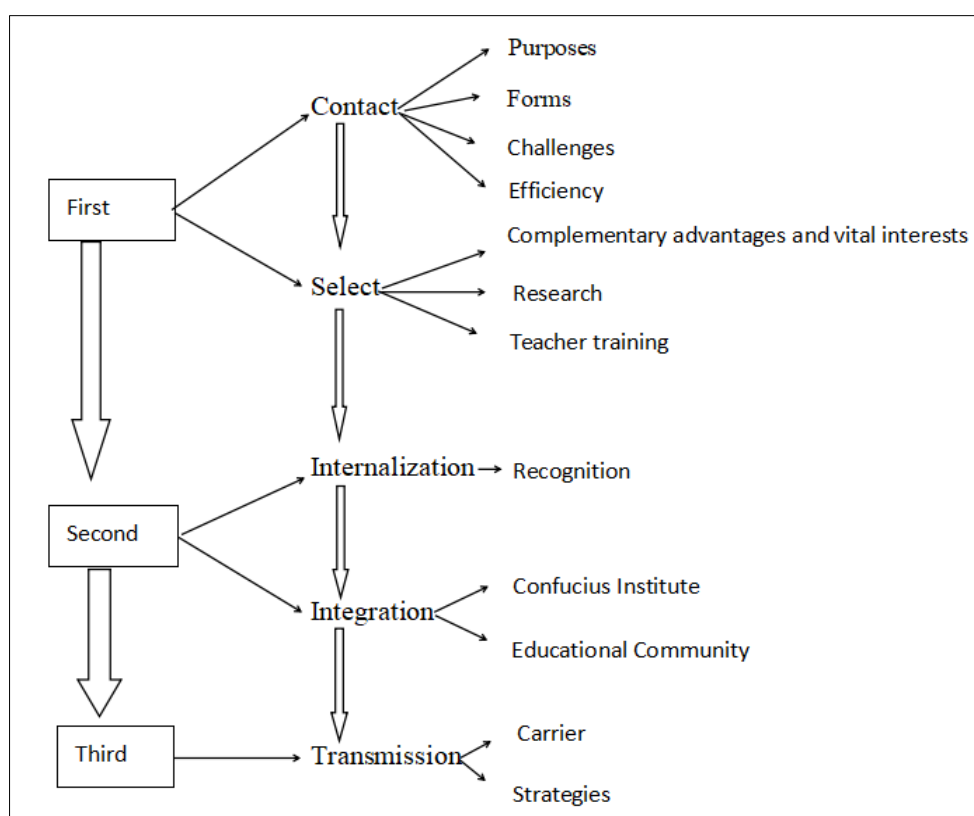 Purposes
Contact
Forms
Challenges
Efficiency
First
Complementary advantages and vital interests
Select
Research
Teacher training
Internalization
Recognition
Second
Confucius Institute
Integration
Educational Community
Carrier
Third
Transmission
Strategies